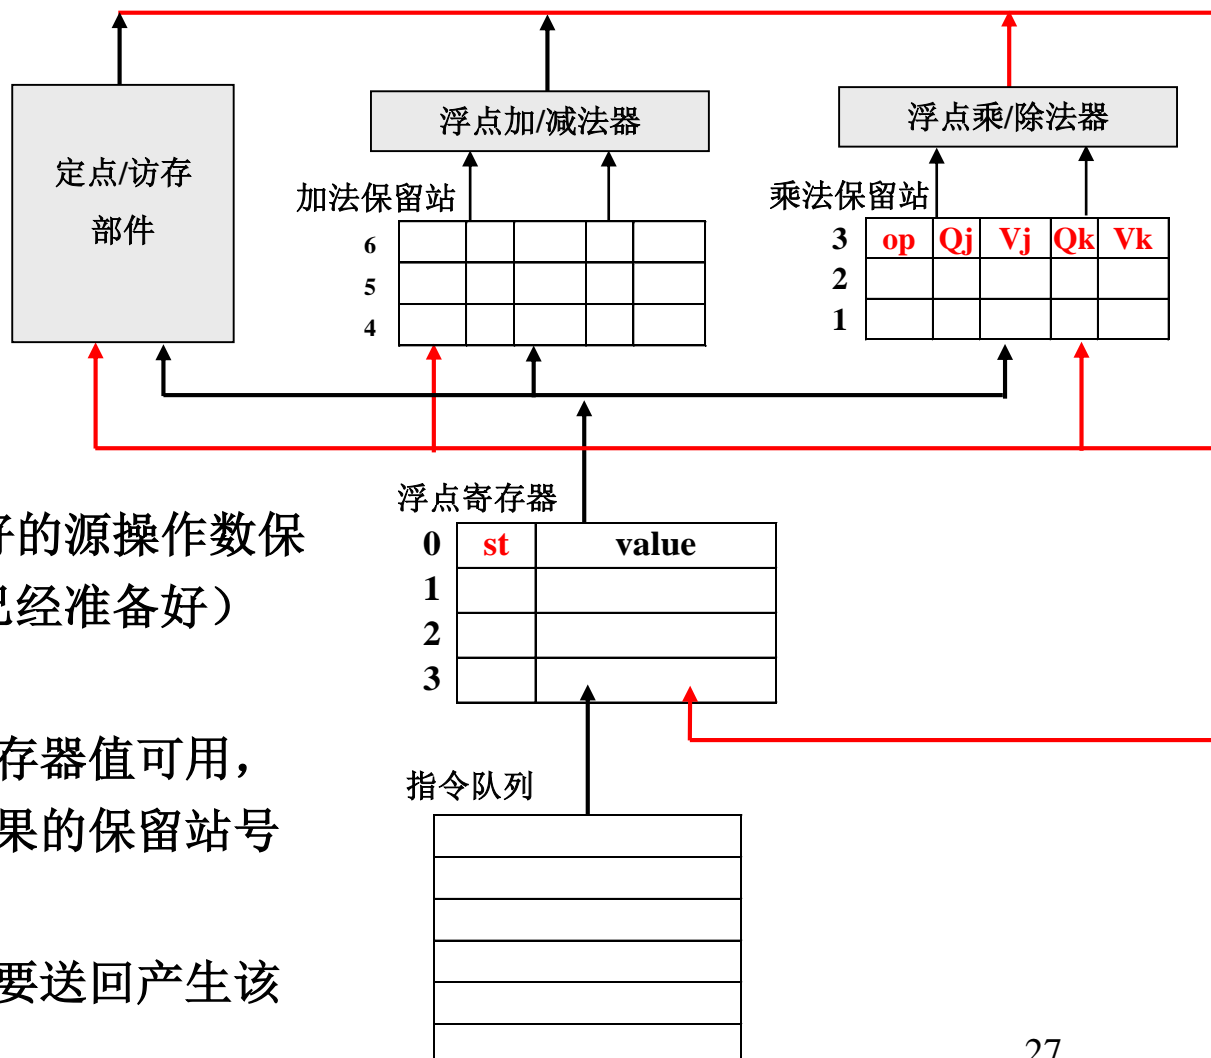 定点/访存
部件
浮点加/减法器
浮点乘/除法器
加法保留站
6
5
4
乘法保留站
3 op Qj Vj Qk Vk
2
1
浮点寄存器
0 st value
1
2
3
好的源操作数保
已经准备好）
存器值可用，
果的保留站号
要送回产生该
指令队列
27